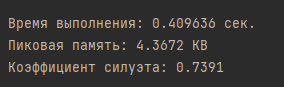 Время выполнения: 0.409636 сек.
Пиковая память: 4.3672 KB
Коэффициент силуэта: 0.7391